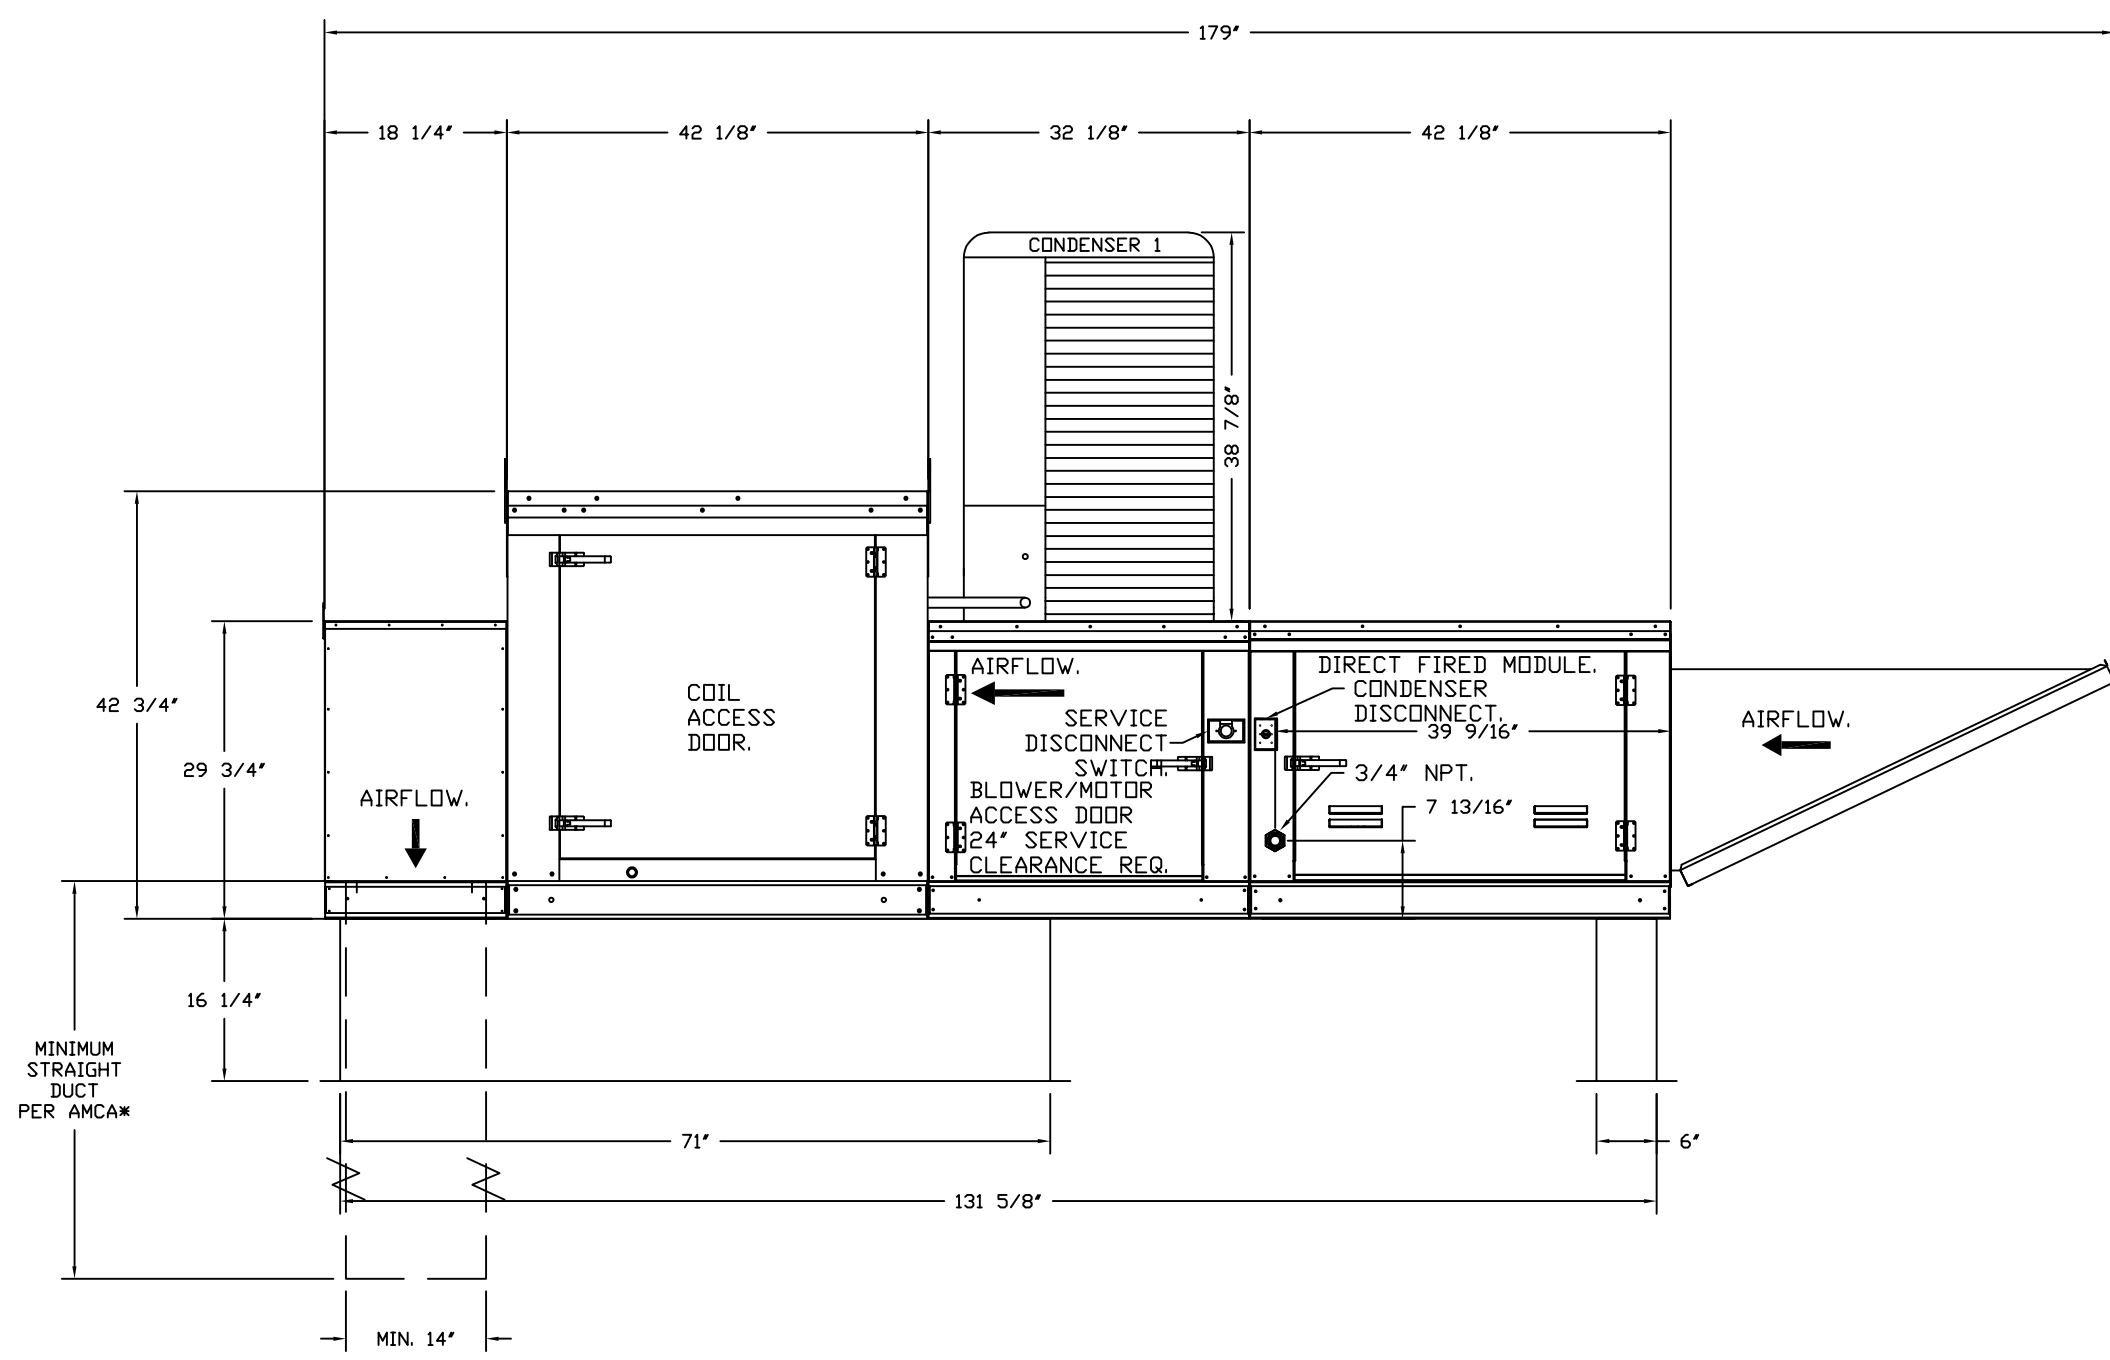 179"
18 1/4"
42 1/8"
32 1/8"
42 1/8"
CONDENSER 1
38 7/8"
42 3/4"
29 3/4"
16 1/4"
COIL
ACCESS
DOOR.
AIRFLOW.
AIRFLOW.
SERVICE
DISCONNECT
SWITCH.
BLOWER/MOTOR
ACCESS DOOR
24" SERVICE
CLEARANCE REQ.
DIRECT FIRED MODULE.
CONDENSER
DISCONNECT.
39 9/16"
3/4" NPT.
7 13/16"
AIRFLOW.
MINIMUM
STRAIGHT
DUCT
PER AMCA*
71"
6"
131 5/8"
MIN. 14"